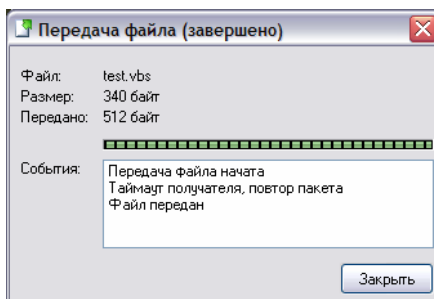 Передача файла (завершено)
Файл: test.vbs
Размер: 340 байт
Передано: 512 байт
События:
Передача файла начата
Таймаут получателя, повтор пакета
Файл передан
Закрыть